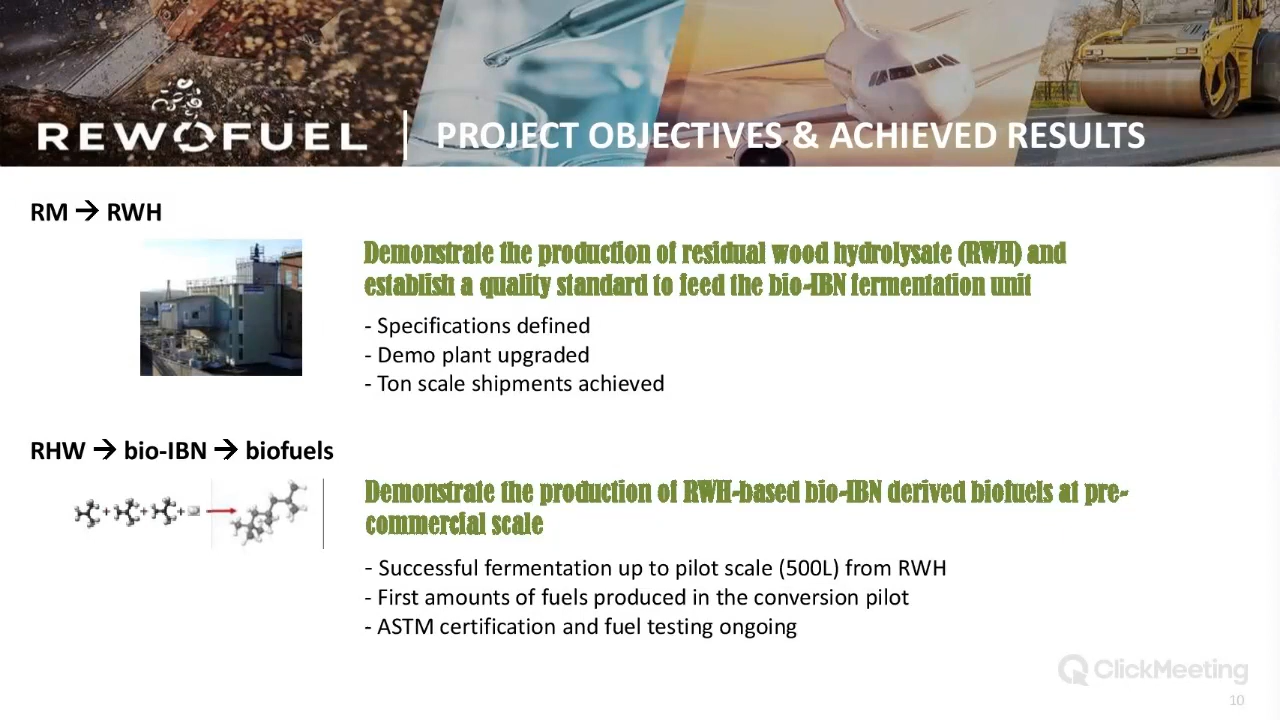 REWOFUEL | PROJECT OBJECTIVES & ACHIEVED RESULTS
RM → RWH
Demonstrate the production of residual wood hydrolysate (RWH) and
establish a quality standard to feed the bio-IBN fermentation unit
- Specifications defined
- Demo plant upgraded
- Ton scale shipments achieved
RHW → bio-IBN → biofuels
Demonstrate the production of RWH-based bio-IBN derived biofuels at pre-
commercial scale
- Successful fermentation up to pilot scale (500L) from RWH
- First amounts of fuels produced in the conversion pilot
- ASTM certification and fuel testing ongoing
ClickMeeting
10